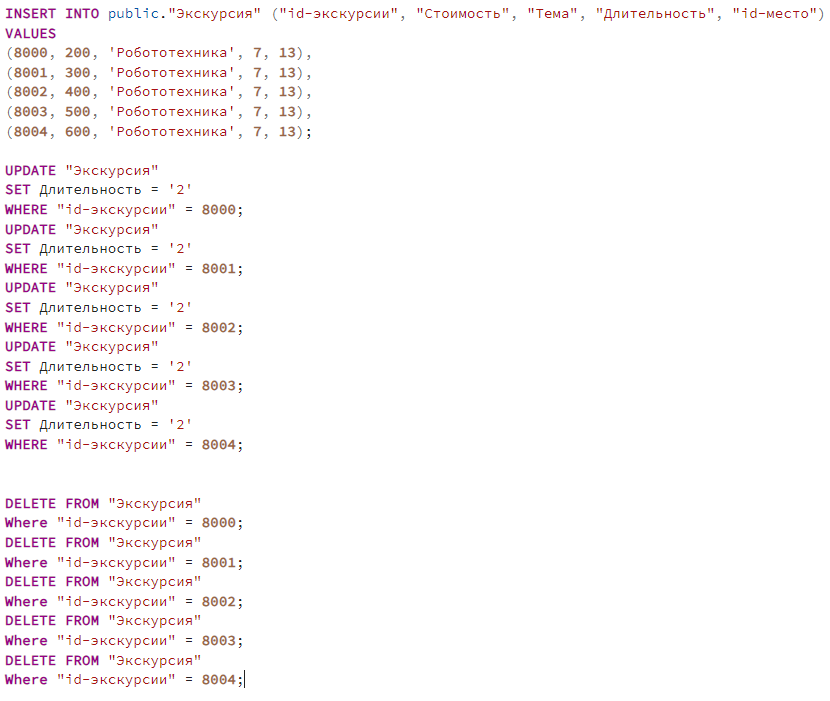 INSERT INTO public."Экскурсия" ("id-экскурсии", "Стоимость", "Тема", "Длительность", "id-место")
VALUES
(8000, 200, 'Робототехника', 7, 13),
(8001, 300, 'Робототехника', 7, 13),
(8002, 400, 'Робототехника', 7, 13),
(8003, 500, 'Робототехника', 7, 13),
(8004, 600, 'Робототехника', 7, 13);
UPDATE "Экскурсия"
SET Длительность = '2'
WHERE "id-экскурсии" = 8000;
UPDATE "Экскурсия"
SET Длительность = '2'
WHERE "id-экскурсии" = 8001;
UPDATE "Экскурсия"
SET Длительность = '2'
WHERE "id-экскурсии" = 8002;
UPDATE "Экскурсия"
SET Длительность = '2'
WHERE "id-экскурсии" = 8003;
UPDATE "Экскурсия"
SET Длительность = '2'
WHERE "id-экскурсии" = 8004;
DELETE FROM "Экскурсия"
Where "id-экскурсии" = 8000;
DELETE FROM "Экскурсия"
Where "id-экскурсии" = 8001;
DELETE FROM "Экскурсия"
Where "id-экскурсии" = 8002;
DELETE FROM "Экскурсия"
Where "id-экскурсии" = 8003;
DELETE FROM "Экскурсия"
Where "id-экскурсии" = 8004;